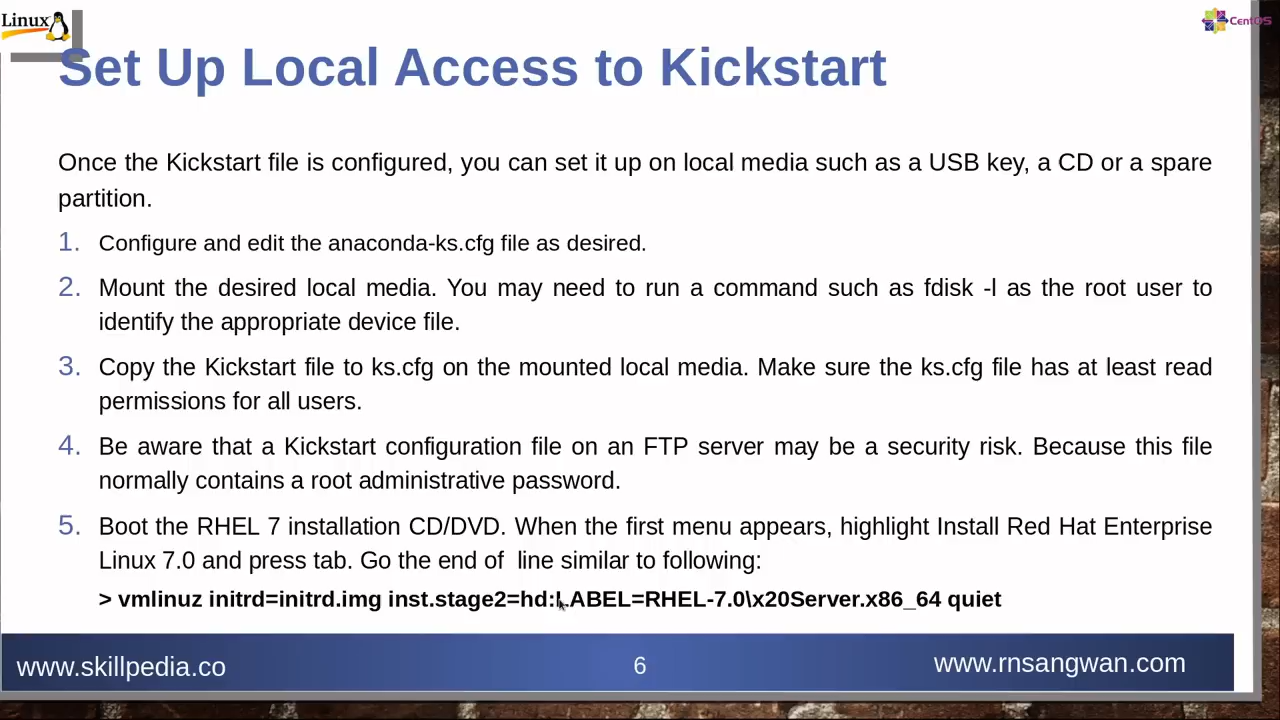 Linux
CentOS
Set Up Local Access to Kickstart
Once the Kickstart file is configured, you can set it up on local media such as a USB key, a CD or a spare
partition.
1. Configure and edit the anaconda-ks.cfg file as desired.
2. Mount the desired local media. You may need to run a command such as fdisk -l as the root user to
identify the appropriate device file.
3. Copy the Kickstart file to ks.cfg on the mounted local media. Make sure the ks.cfg file has at least read
permissions for all users.
4. Be aware that a Kickstart configuration file on an FTP server may be a security risk. Because this file
normally contains a root administrative password.
5. Boot the RHEL 7 installation CD/DVD. When the first menu appears, highlight Install Red Hat Enterprise
Linux 7.0 and press tab. Go the end of  line similar to following:
> vmlinuz initrd=initrd.img inst.stage2=hd:LABEL=RHEL-7.0\x20Server.x86_64 quiet
www.skillpedia.co
6
www.rnsangwan.com